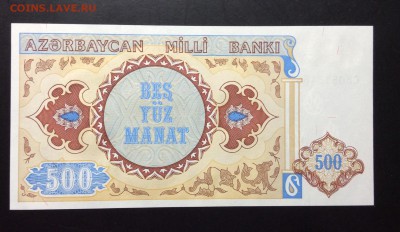 COINS.LAVE.RU
AZƏRBAYCAN MİLLİ BANKI
BEŞ
YÜZ
MANAT
500
500